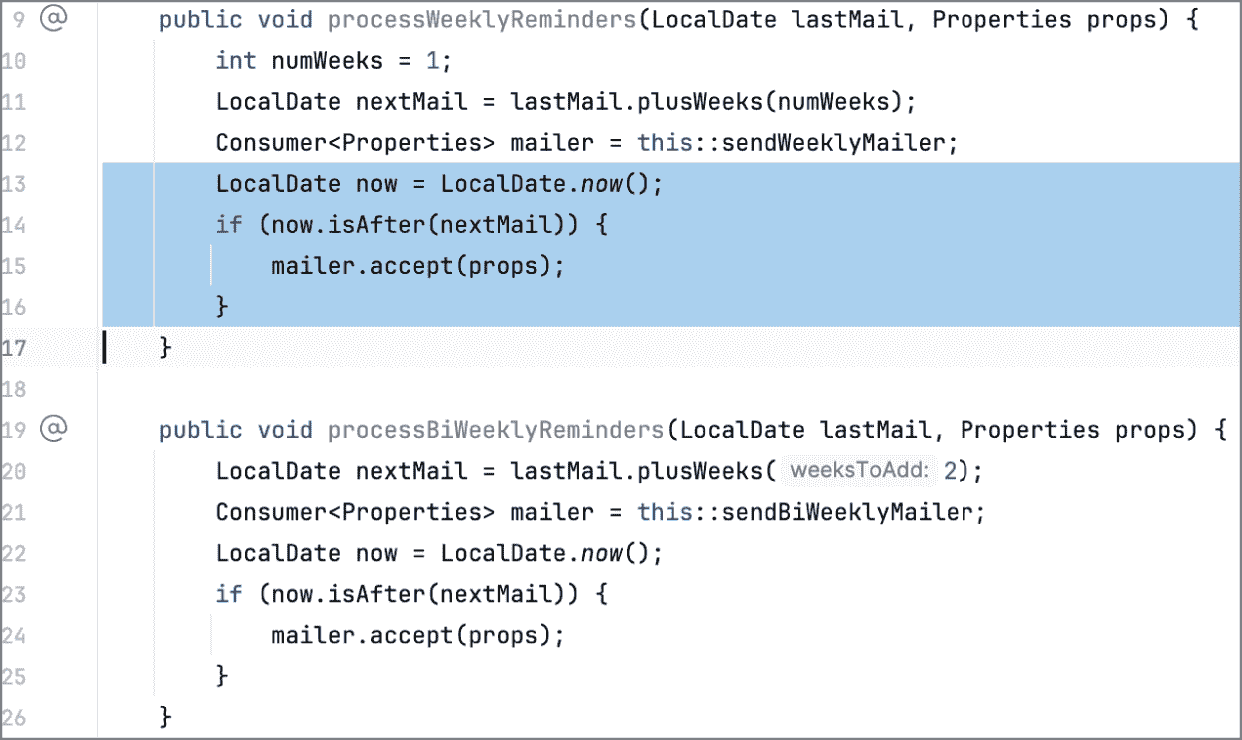 9 @ public void processWeeklyReminders(LocalDate lastMail, Properties props) {
10 int numWeeks = 1;
11 LocalDate nextMail = lastMail.plusWeeks(numWeeks);
12 Consumer<Properties> mailer = this::sendWeeklyMailer;
13 LocalDate now = LocalDate.now();
14 if (now.isAfter(nextMail)) {
15 mailer.accept(props);
16 }
17 }
18
19 @ public void processBiWeeklyReminders(LocalDate lastMail, Properties props) {
20 LocalDate nextMail = lastMail.plusWeeks( weeksToAdd: 2);
21 Consumer<Properties> mailer = this::sendBiWeeklyMailer;
22 LocalDate now = LocalDate.now();
23 if (now.isAfter(nextMail)) {
24 mailer.accept(props);
25 }
26 }